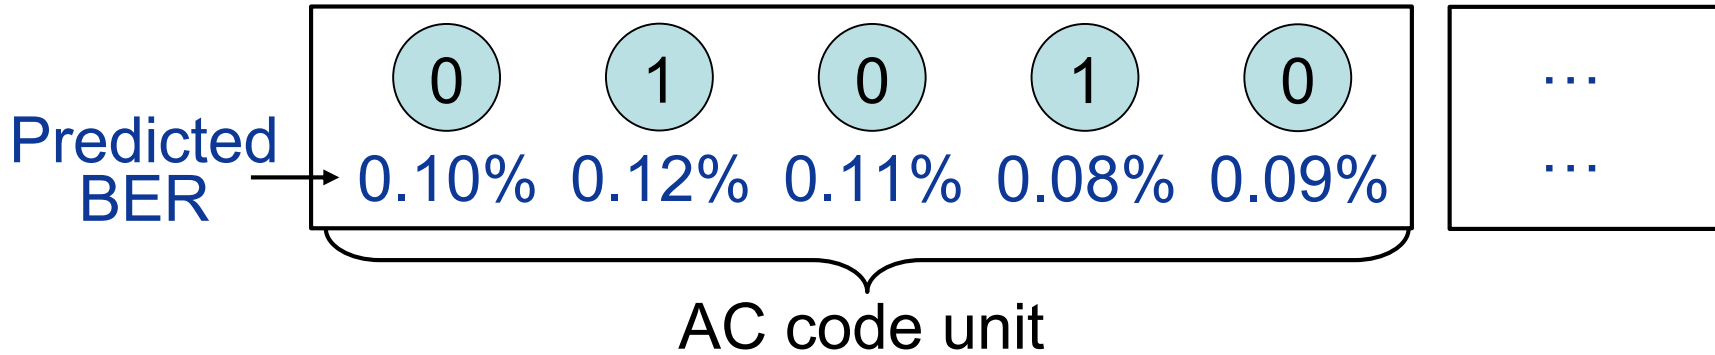 0 1 0 1 0 ...
Predicted
BER
0.10% 0.12% 0.11% 0.08% 0.09% ...
AC code unit